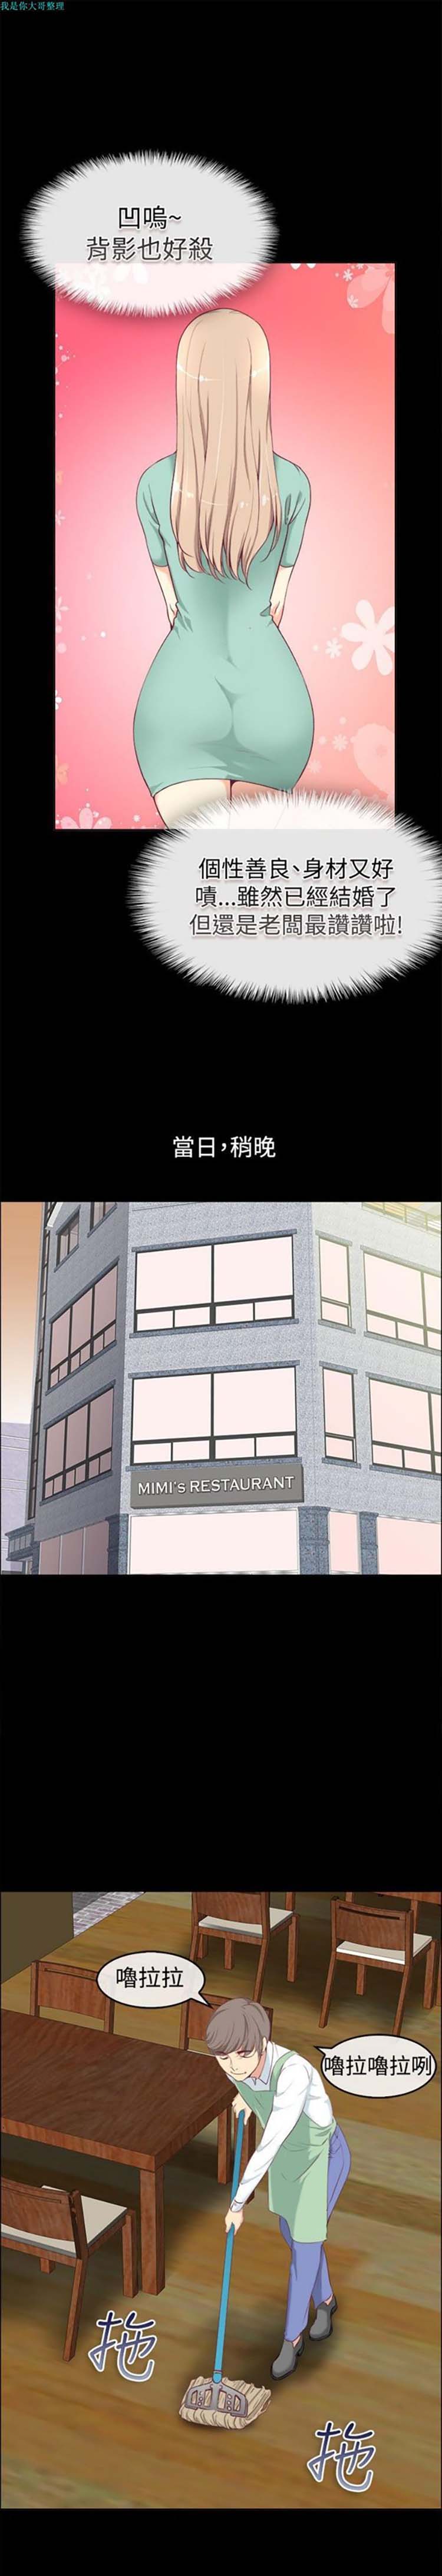 我是你大哥整理
凹嗚~
背影也好殺
個性善良、身材又好
嘖...雖然已經結婚了
但還是老闆最讚讚啦!
當日,稍晚
MIMI's RESTAURANT
嚕拉拉
嚕拉嚕拉咧
拖
拖